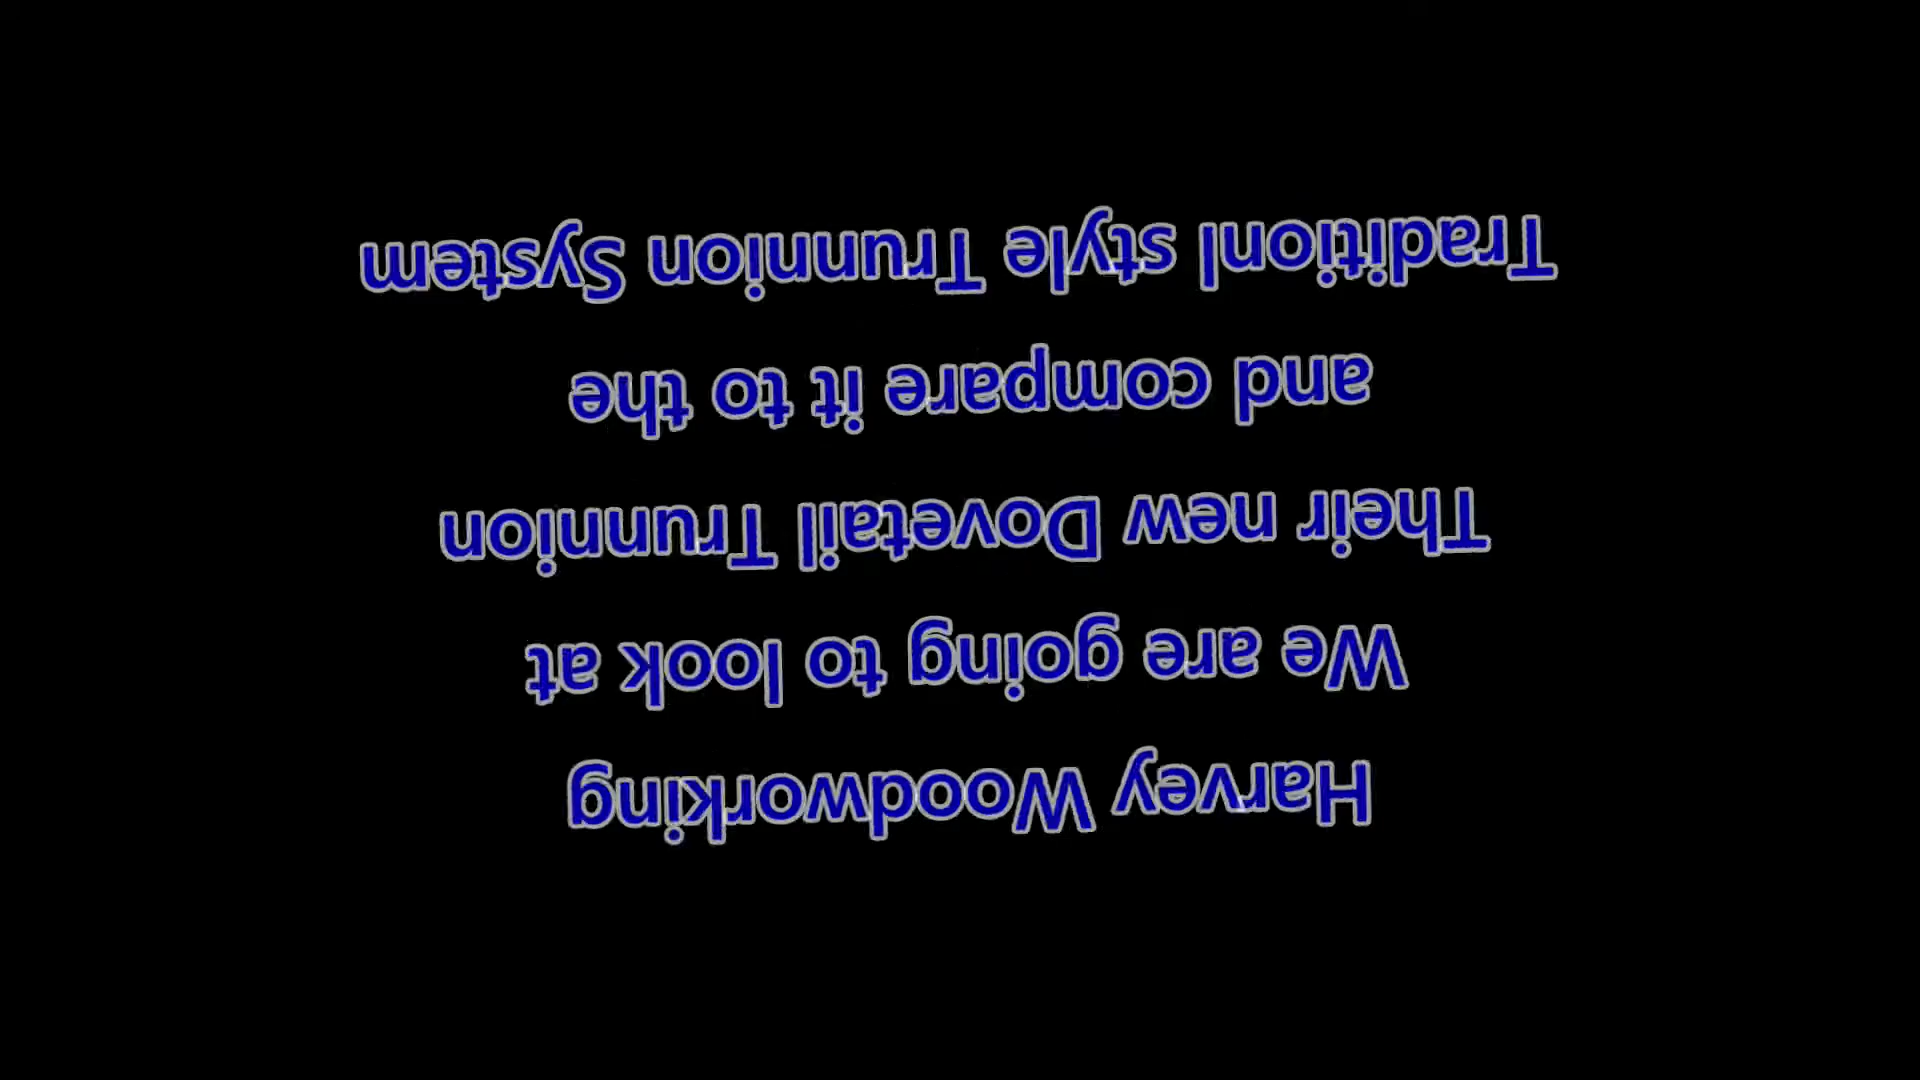 Harvey Woodworking
We are going to look at
Their new Dovetail Trunnion
and compare it to the
Traditionl style Trunnion System